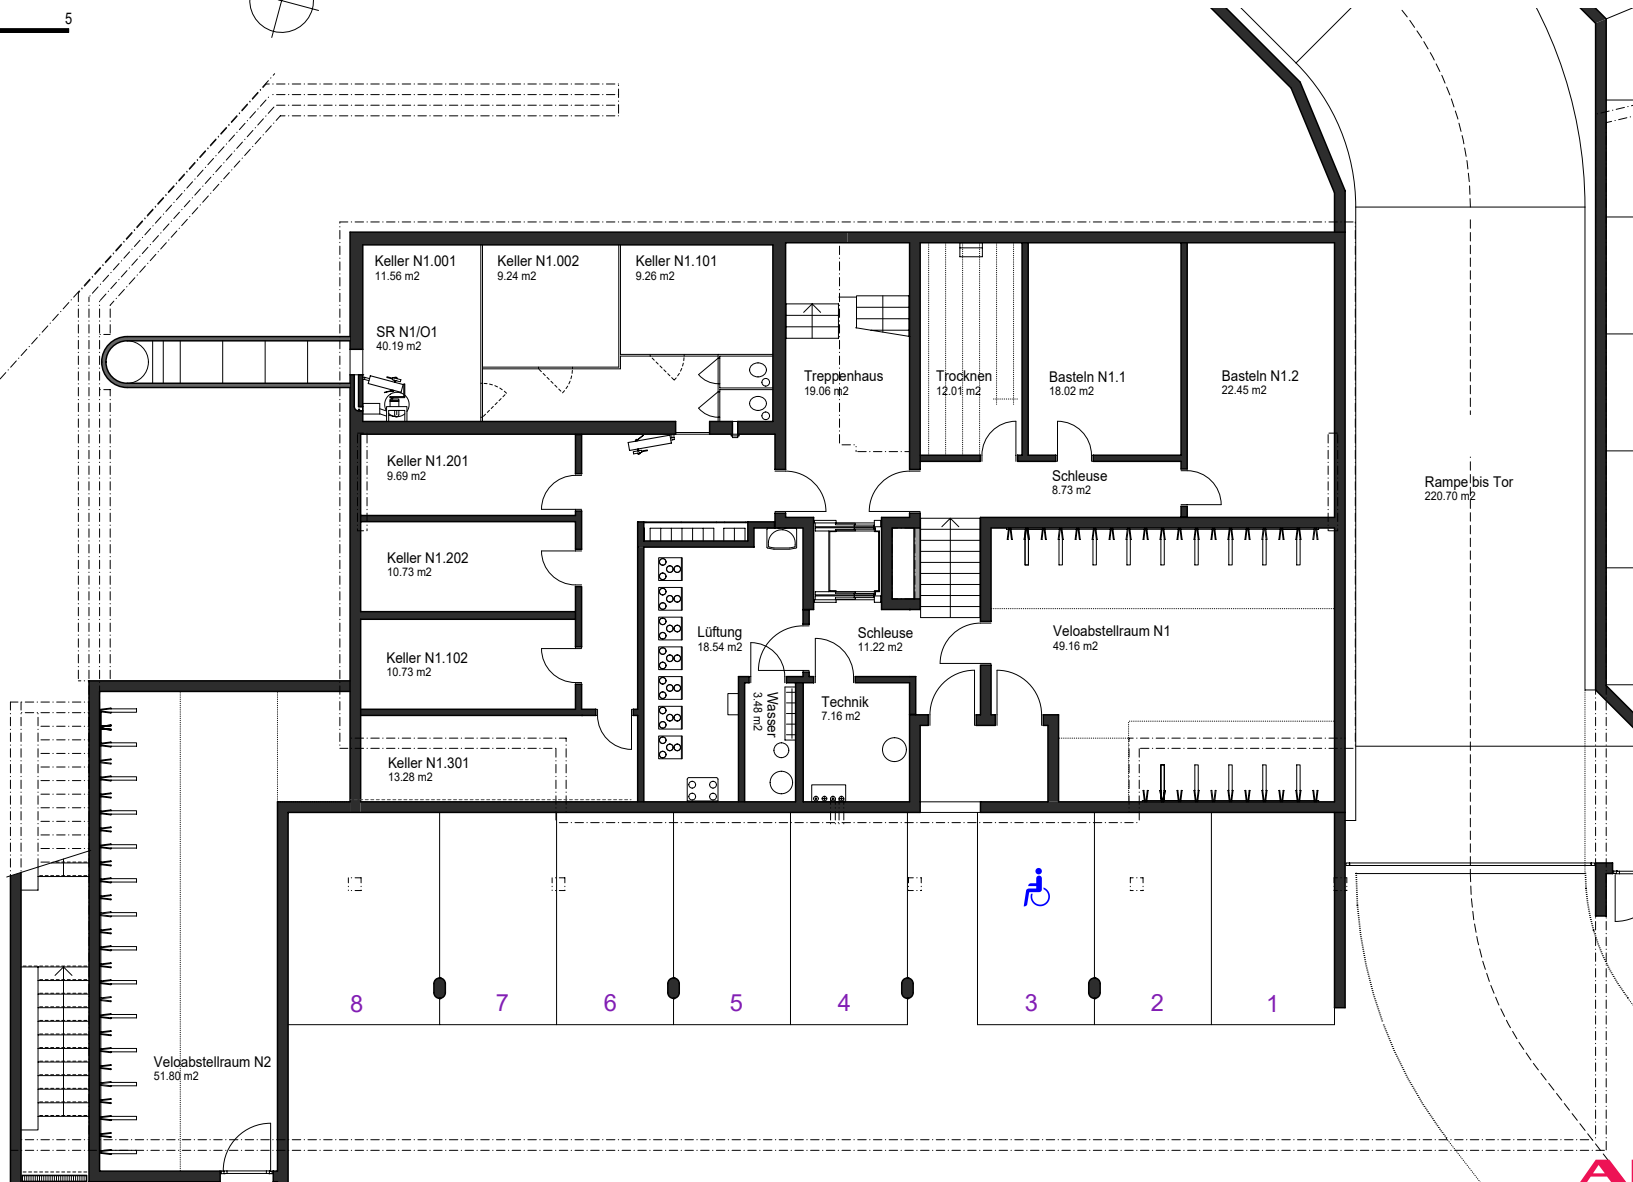 5
Keller N1.001
11.56 m2
Keller N1.002
9.24 m2
Keller N1.101
9.26 m2
SR N1/O1
40.19 m2
Treppenhaus
19.06 m2
Trocknen
12.01 m2
Basteln N1.1
18.02 m2
Basteln N1.2
22.45 m2
Keller N1.201
9.69 m2
Schleuse
8.73 m2
Rampe bis Tor
220.70 m2
Keller N1.202
10.73 m2
Lüftung
18.54 m2
Schleuse
11.22 m2
Veloabstellraum N1
49.16 m2
Keller N1.102
10.73 m2
Wasser
3.48 m2
Technik
7.16 m2
Keller N1.301
13.28 m2
8
7
6
5
4
3
2
1
Veloabstellraum N2
51.80 m2